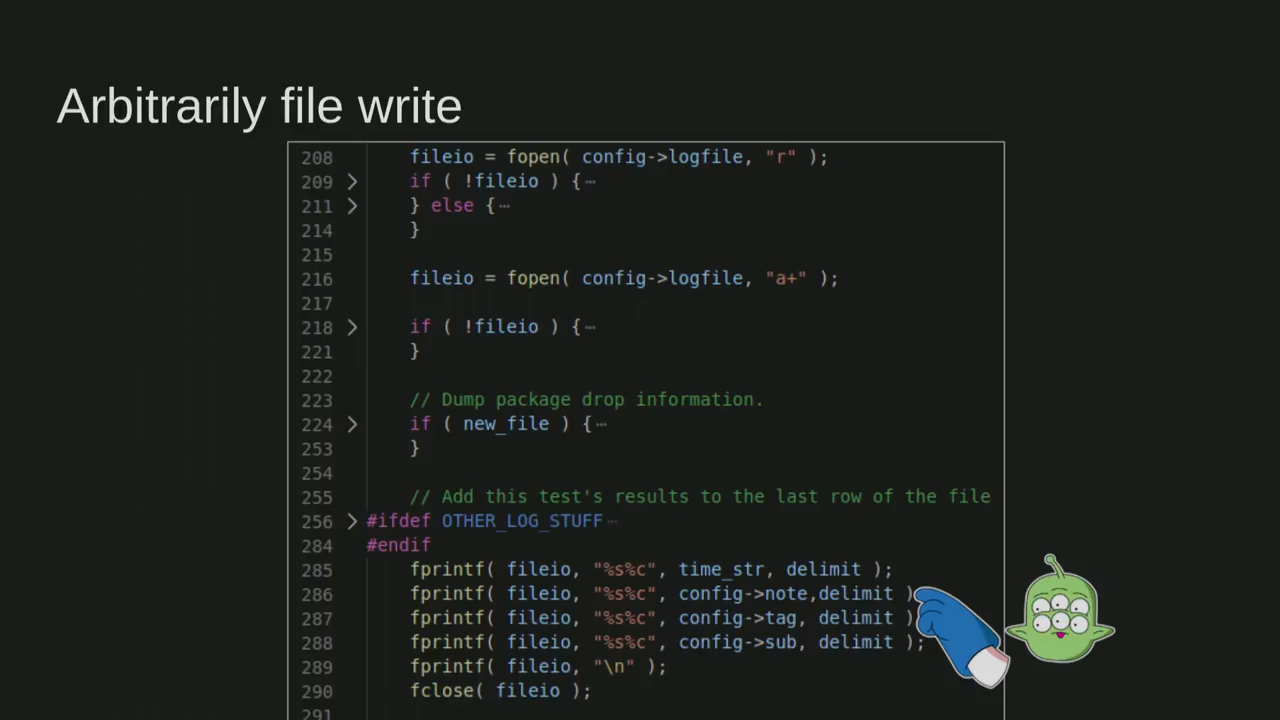 Arbitrarily file write
208 fileio = fopen( config->logfile, "r" );
209 if ( !fileio ) {⋯
211 } else {⋯
214 }
215
216 fileio = fopen( config->logfile, "a+" );
217
218 if ( !fileio ) {⋯
221 }
222
223 // Dump package drop information.
224 if ( new_file ) {⋯
253 }
254
255 // Add this test's results to the last row of the file
256 #ifdef OTHER_LOG_STUFF⋯
284 #endif
285 fprintf( fileio, "%s%c", time_str, delimit );
286 fprintf( fileio, "%s%c", config->note,delimit )
287 fprintf( fileio, "%s%c", config->tag, delimit )
288 fprintf( fileio, "%s%c", config->sub, delimit );
289 fprintf( fileio, "\n" );
290 fclose( fileio );
291